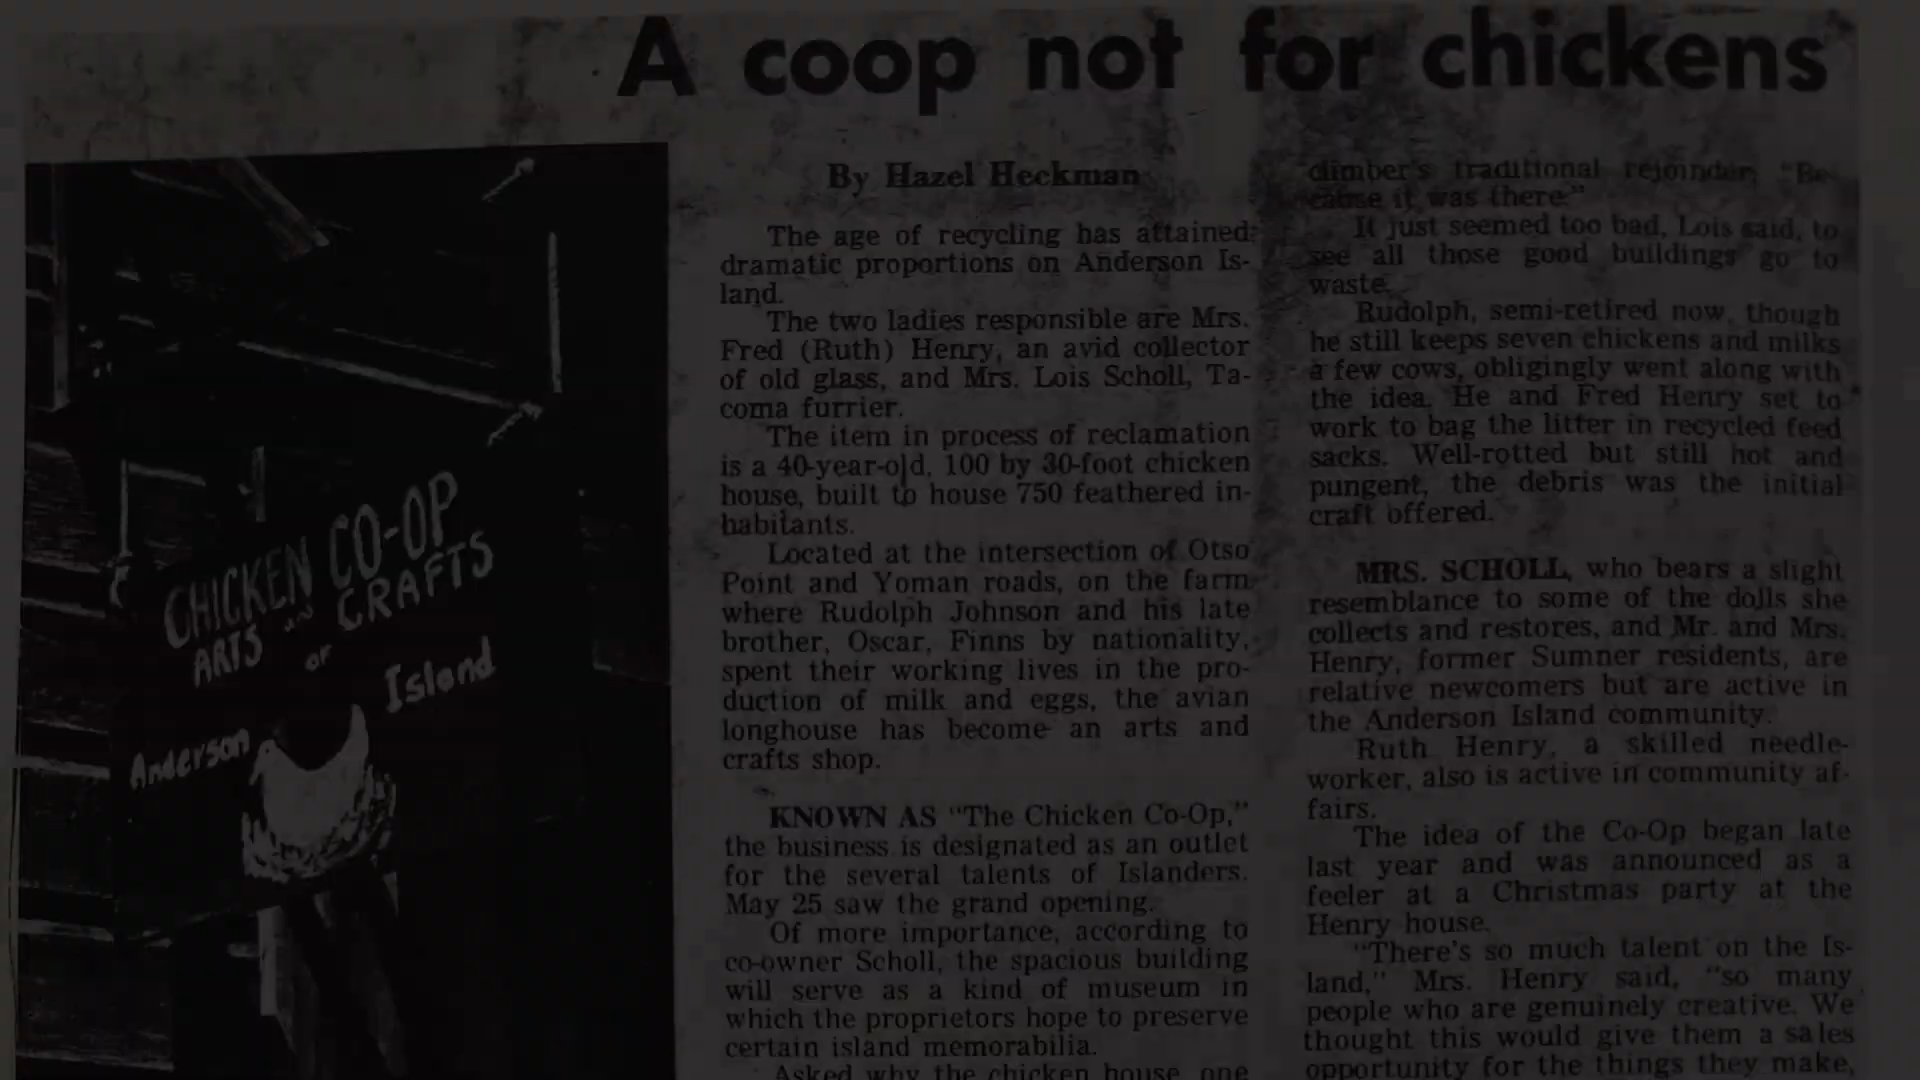 A coop not for chickens
CHICKEN CO-OP
ARTS AND CRAFTS
OF
Anderson Island
By Hazel Heckman
The age of recycling has attained
dramatic proportions on Anderson Is-
land.
The two ladies responsible are Mrs.
Fred (Ruth) Henry, an avid collector
of old glass, and Mrs. Lois Scholl, Ta-
coma furrier.
The item in process of reclamation
is a 40-year-old, 100 by 30-foot chicken
house, built to house 750 feathered in-
habitants.
Located at the intersection of Otso
Point and Yoman roads, on the farm
where Rudolph Johnson and his late
brother, Oscar, Finns by nationality,
spent their working lives in the pro-
duction of milk and eggs, the avian
longhouse has become an arts and
crafts shop.
KNOWN AS "The Chicken Co-Op,"
the business is designated as an outlet
for the several talents of Islanders.
May 25 saw the grand opening.
Of more importance, according to
co-owner Scholl, the spacious building
will serve as a kind of museum in
which the proprietors hope to preserve
certain island memorabilia.
Asked why the chicken house, one
climber's traditional rejoinder, "Be-
cause it was there."
It just seemed too bad, Lois said, to
see all those good buildings go to
waste.
Rudolph, semi-retired now, though
he still keeps seven chickens and milks
a few cows, obligingly went along with
the idea. He and Fred Henry set to
work to bag the litter in recycled feed
sacks. Well-rotted but still hot and
pungent, the debris was the initial
craft offered.
MRS. SCHOLL, who bears a slight
resemblance to some of the dolls she
collects and restores, and Mr. and Mrs.
Henry, former Sumner residents, are
relative newcomers but are active in
the Anderson Island community.
Ruth Henry, a skilled needle-
worker, also is active in community af-
fairs.
The idea of the Co-Op began late
last year and was announced as a
feeler at a Christmas party at the
Henry house.
"There's so much talent on the Is-
land," Mrs. Henry said, "so many
people who are genuinely creative. We
thought this would give them a sales
opportunity for the things they make,